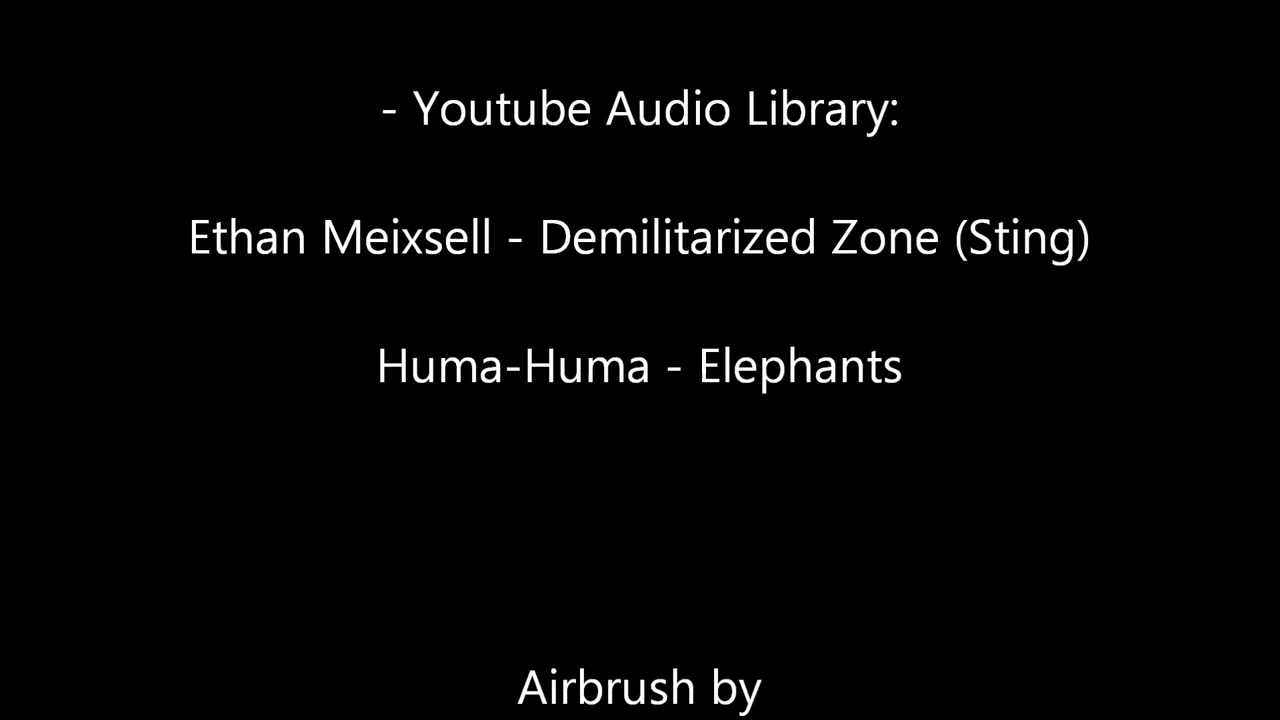 - Youtube Audio Library:
Ethan Meixsell - Demilitarized Zone (Sting)
Huma-Huma - Elephants
Airbrush by